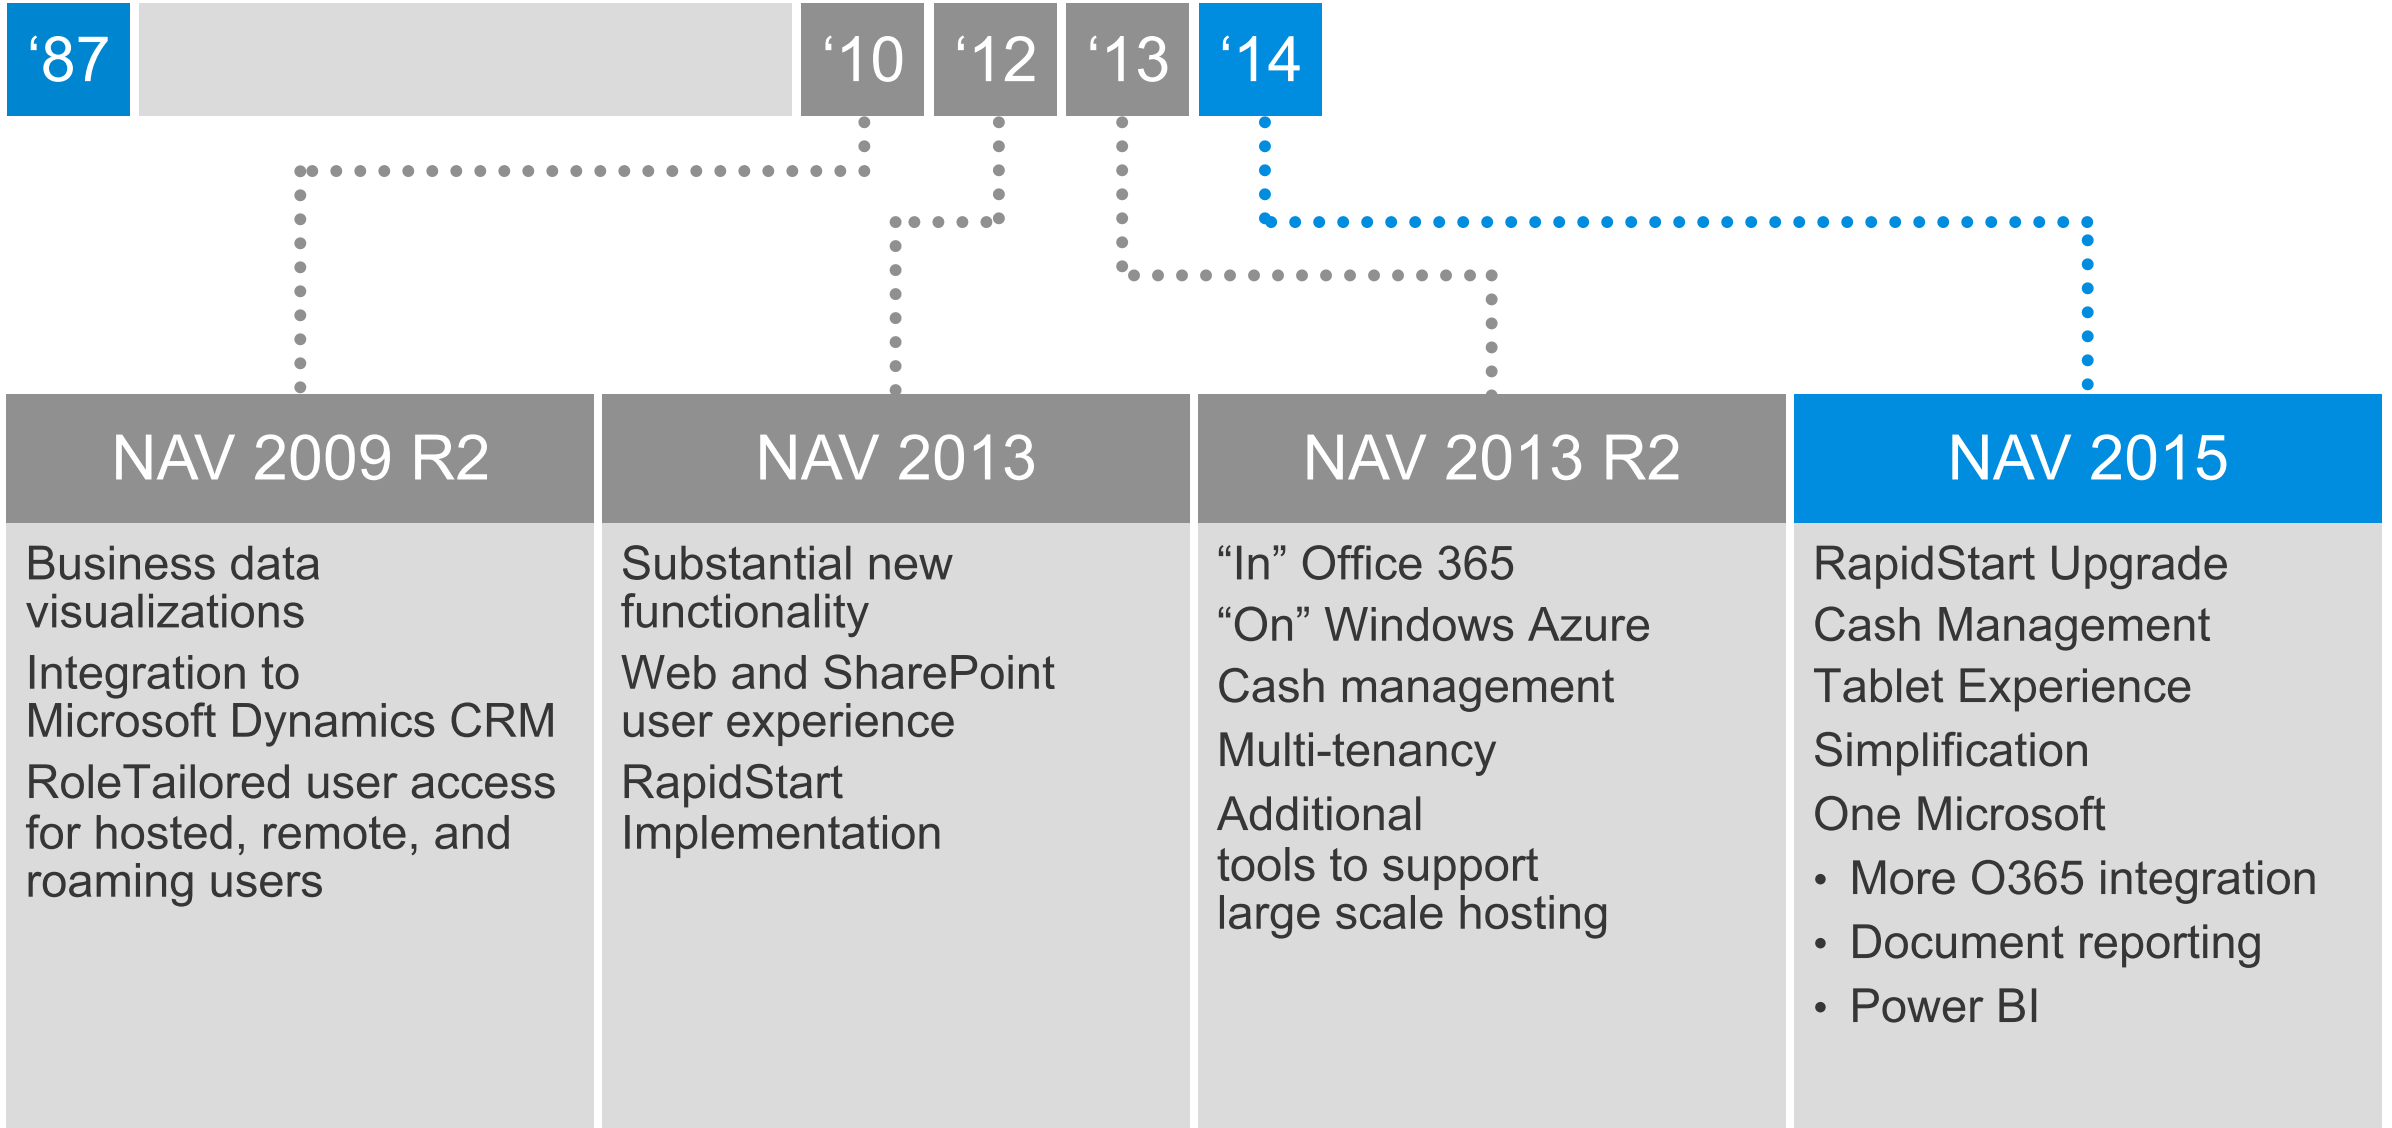 ‘87
‘10
‘12
‘13
‘14
NAV 2009 R2
Business data
visualizations
Integration to
Microsoft Dynamics CRM
RoleTailored user access
for hosted, remote, and
roaming users
NAV 2013
Substantial new
functionality
Web and SharePoint
user experience
RapidStart
Implementation
NAV 2013 R2
“In” Office 365
“On” Windows Azure
Cash management
Multi-tenancy
Additional
tools to support
large scale hosting
NAV 2015
RapidStart Upgrade
Cash Management
Tablet Experience
Simplification
One Microsoft
• More O365 integration
• Document reporting
• Power BI